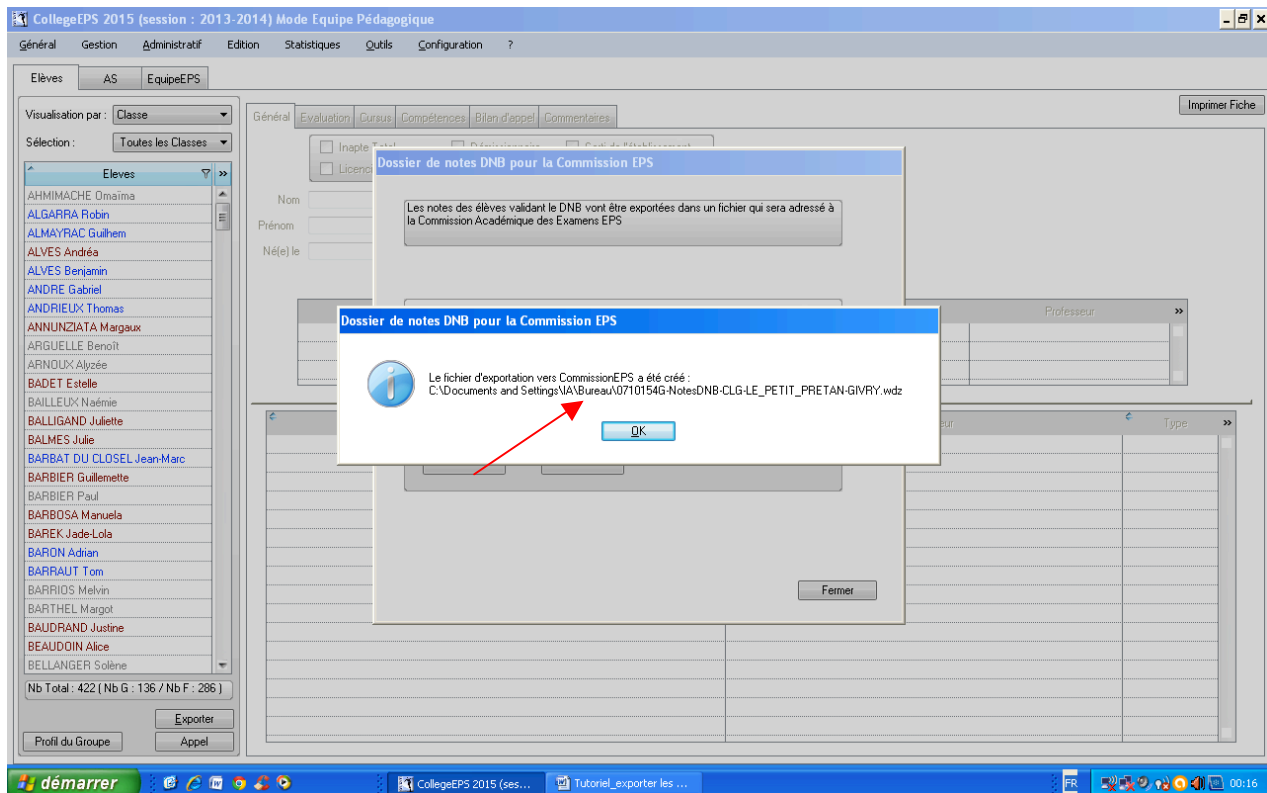 CollegeEPS 2015 (session : 2013-2014) Mode Equipe Pédagogique
Général Gestion Administratif Edition Statistiques Outils Configuration ?
Elèves AS EquipeEPS
Imprimer Fiche
Visualisation par : Classe
Sélection : Toutes les Classes
Eleves »
AHMIMACHE Omaïma
ALGARRA Robin
ALMAYRAC Guilhem
ALVES Andréa
ALVES Benjamin
ANDRE Gabriel
ANDRIEUX Thomas
ANNUNZIATA Margaux
ARGUELLE Benoît
ARNOUX Alyzée
BADET Estelle
BAILLEUX Naémie
BALLIGAND Juliette
BALMES Julie
BARBAT DU CLOSEL Jean-Marc
BARBIER Guillemette
BARBIER Paul
BARBOSA Manuela
BAREK Jade-Lola
BARON Adrian
BARRAUT Tom
BARRIOS Melvin
BARTHEL Margot
BAUDRAND Justine
BEAUDOIN Alice
BELLANGER Solène
Nb Total : 422 ( Nb G : 136 / Nb F : 286 )
Exporter
Profil du Groupe Appel
Général Evaluation Cursus Compétences Bilan d'appel Commentaires
Inapte Total Démissionnaire Sorti de l'établissement
Licenc
Nom
Prénom
Né(e) le
Professeur »
eur Type »
Dossier de notes DNB pour la Commission EPS
Les notes des élèves validant le DNB vont être exportées dans un fichier qui sera adressé à
la Commission Académique des Examens EPS
Dossier de notes DNB pour la Commission EPS
Le fichier d'exportation vers CommissionEPS a été créé :
C:\Documents and Settings\IA\Bureau\0710154G-NotesDNB-CLG-LE_PETIT_PRETAN-GIVRY.wdz
OK
Fermer
démarrer CollegeEPS 2015 (ses... Tutoriel_exporter les ... FR 00:16